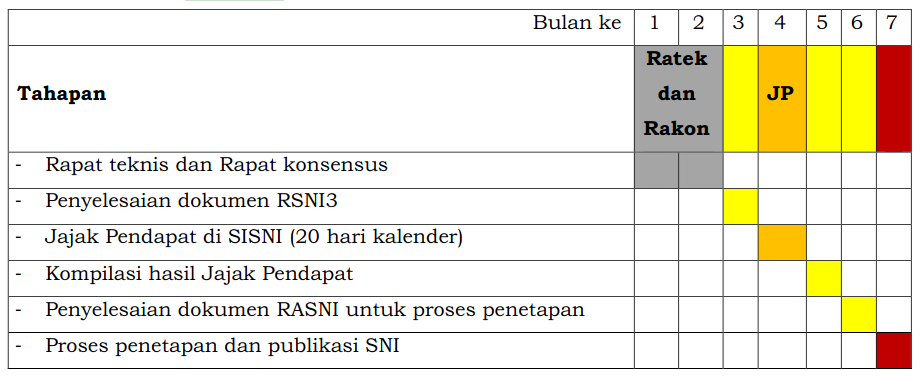 Bulan ke 1 2 3 4 5 6 7
Tahapan
Ratek
dan
Rakon
JP
- Rapat teknis dan Rapat konsensus
- Penyelesaian dokumen RSNI3
- Jajak Pendapat di SISNI (20 hari kalender)
- Kompilasi hasil Jajak Pendapat
- Penyelesaian dokumen RASNI untuk proses penetapan
- Proses penetapan dan publikasi SNI